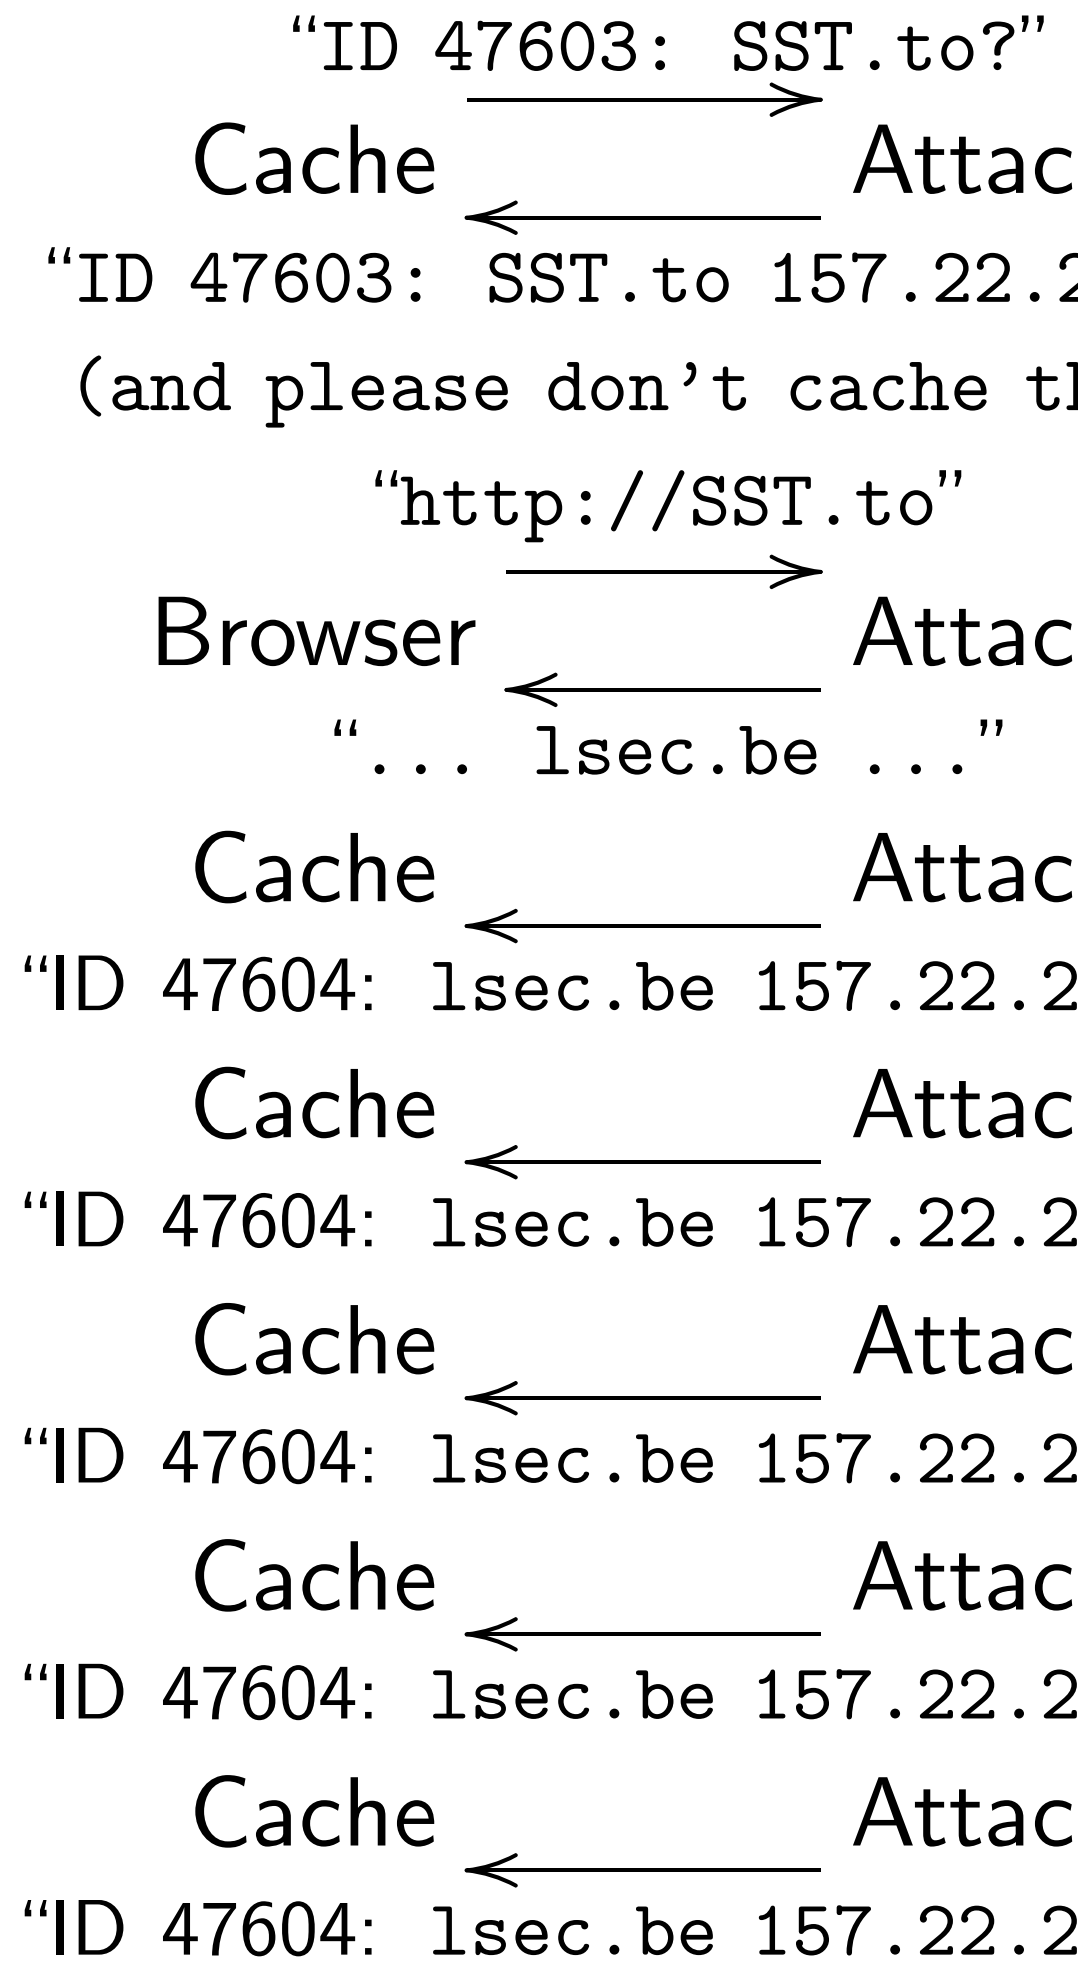 “ID 47603: SST.to?”
Cache Attac
“ID 47603: SST.to 157.22.2
(and please don’t cache th
“http://SST.to”
Browser Attac
“... lsec.be ...”
Cache Attac
“ID 47604: lsec.be 157.22.2
Cache Attac
“ID 47604: lsec.be 157.22.2
Cache Attac
“ID 47604: lsec.be 157.22.2
Cache Attac
“ID 47604: lsec.be 157.22.2
Cache Attac
“ID 47604: lsec.be 157.22.2